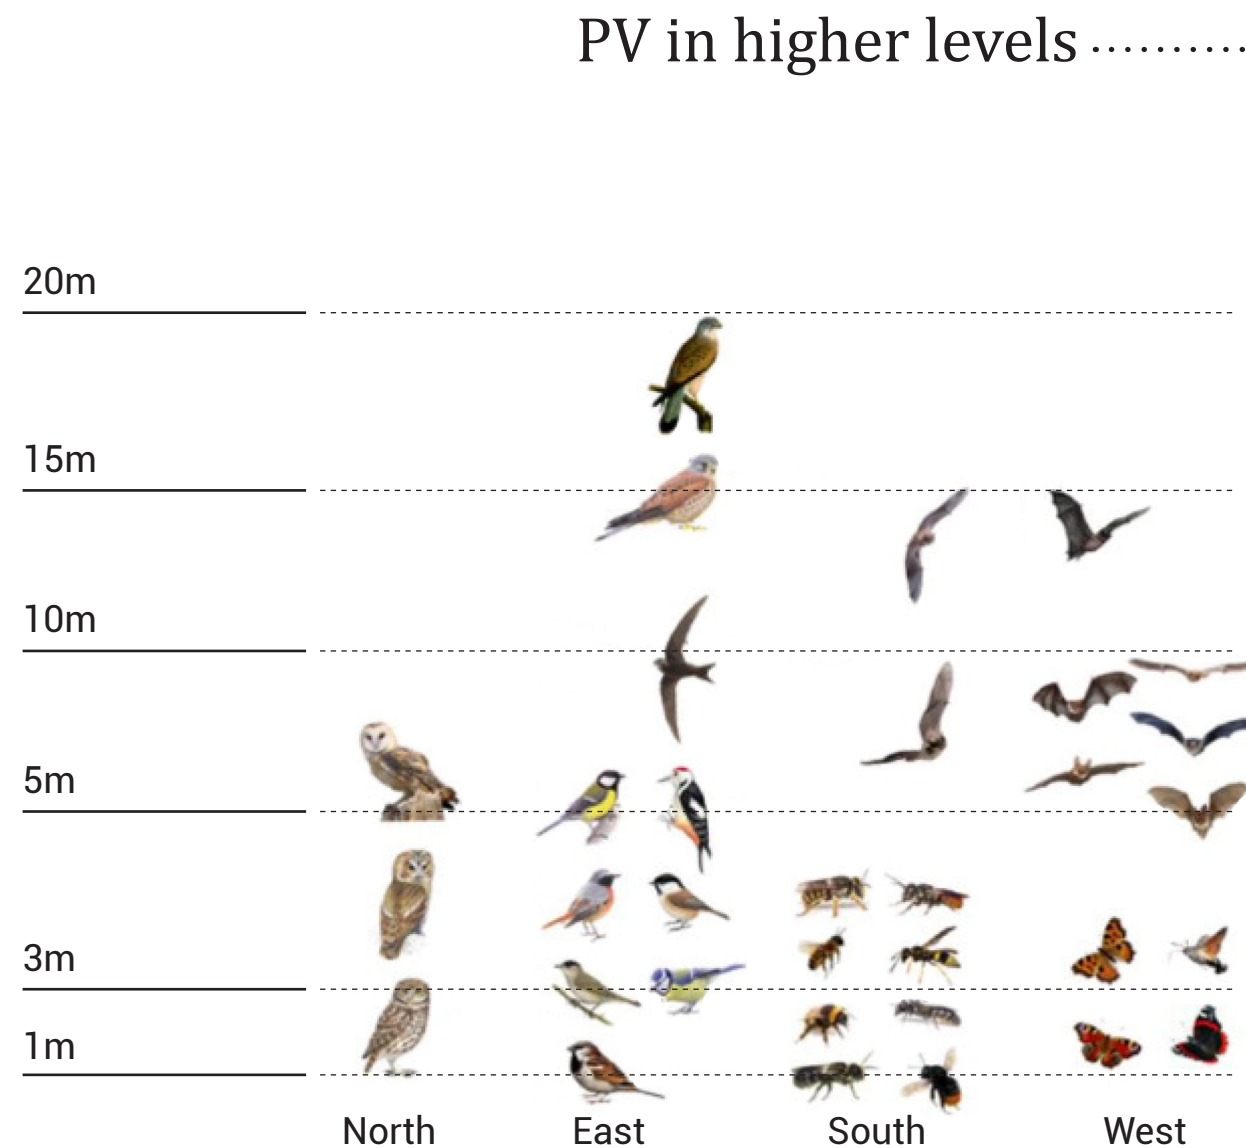 PV in higher levels ..........
20m
15m
10m
5m
3m
1m
North East South West